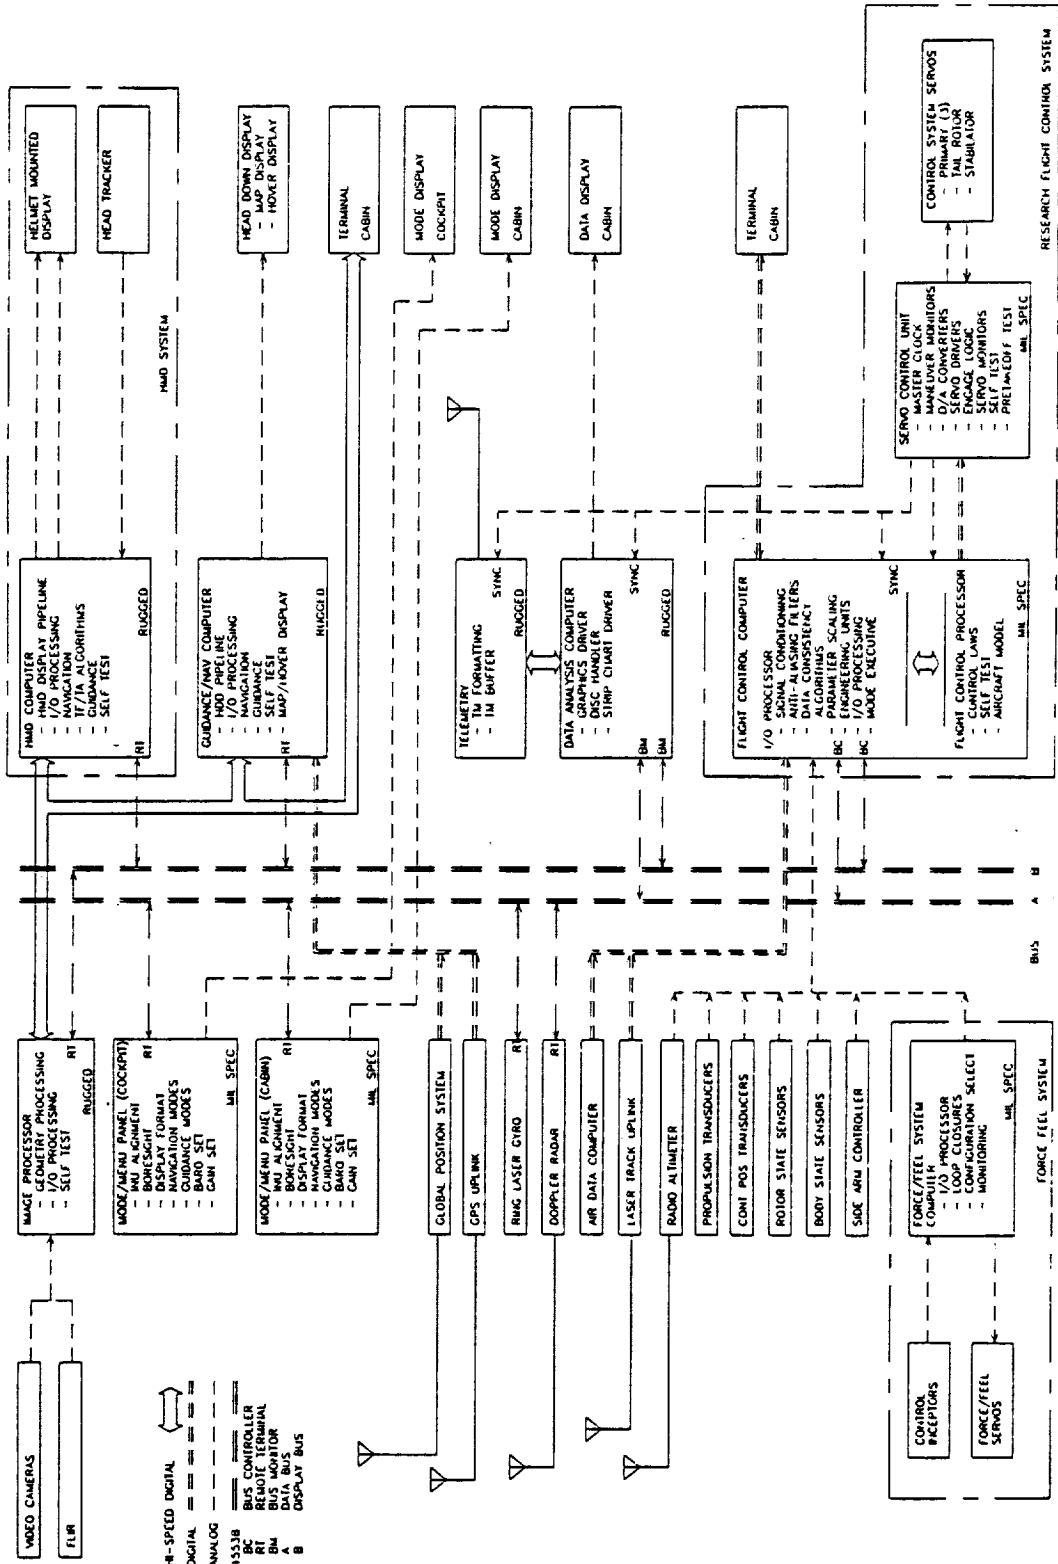 VIDEO CAMERAS
FLIR
IMAGE PROCESSOR
- GEOMETRY PROCESSING
- I/O PROCESSING
- SELF TEST
RT
RUGGED
MODE/MENU PANEL (COCKPIT)
- INU ALIGNMENT
- BORESIGHT
- DISPLAY FORMAT
- NAVIGATION MODES
- GUIDANCE MODES
- BARO SET
- GAIN SET
RT
MIL SPEC
MODE/MENU PANEL (CABIN)
- INU ALIGNMENT
- BORESIGHT
- DISPLAY FORMAT
- NAVIGATION MODES
- GUIDANCE MODES
- BARO SET
- GAIN SET
RT
MIL SPEC
GLOBAL POSITION SYSTEM
GPS UPLINK
RING LASER GYRO RT
DOPPLER RADAR RT
AIR DATA COMPUTER
LASER TRACK UPLINK
RADIO ALTIMETER
PROPULSION TRANSDUCERS
CONT POS TRANSDUCERS
ROTOR STATE SENSORS
BODY STATE SENSORS
SIDE ARM CONTROLLER
CONTROL
INCEPTORS
FORCE/FEEL
SERVOS
FORCE/FEEL SYSTEM
COMPUTER
- I/O PROCESSOR
- LOOP CLOSURES
- CONFIGURATION SELECT
- MONITORING
MIL SPEC
FORCE FEEL SYSTEM
HI-SPEED DIGITAL
DIGITAL
ANALOG
1553B
BC BUS CONTROLLER
RT REMOTE TERMINAL
BM BUS MONITOR
A DATA BUS
B DISPLAY BUS
BUS A B
HMD COMPUTER
- HMD DISPLAY PIPELINE
- I/O PROCESSING
- NAVIGATION
- TF/TA ALGORITHMS
- GUIDANCE
- SELF TEST
RT
RUGGED
HELMET MOUNTED
DISPLAY
HEAD TRACKER
HMD SYSTEM
GUIDANCE/NAV COMPUTER
- HDD PIPELINE
- I/O PROCESSING
- NAVIGATION
- GUIDANCE
- SELF TEST
- MAP/HOVER DISPLAY
RT
RUGGED
HEAD DOWN DISPLAY
- MAP DISPLAY
- HOVER DISPLAY
TERMINAL
CABIN
MODE DISPLAY
COCKPIT
MODE DISPLAY
CABIN
TELEMETRY
- TM FORMATTING
- TM BUFFER
SYNC
RUGGED
DATA ANALYSIS COMPUTER
- GRAPHICS DRIVER
- DISC HANDLER
- STRIP CHART DRIVER
SYNC
BM
BM
RUGGED
DATA DISPLAY
CABIN
TERMINAL
CABIN
FLIGHT CONTROL COMPUTER
I/O PROCESSOR
- SIGNAL CONDITIONING
- ANTI-ALIASING FILTERS
- DATA CONSISTENCY
ALGORITHMS
- PARAMETER SCALING
BC - ENGINEERING UNITS
- I/O PROCESSING
BC - MODE EXECUTIVE
SYNC
FLIGHT CONTROL PROCESSOR
- CONTROL LAWS
- SELF TEST
- AIRCRAFT MODEL
MIL SPEC
SERVO CONTROL UNIT
- MASTER CLOCK
- MANEUVER MONITORS
- D/A CONVERTERS
- SERVO DRIVERS
- ENGAGE LOGIC
- SERVO MONITORS
- SELF TEST
- PRETAKEOFF TEST
MIL SPEC
CONTROL SYSTEM SERVOS
- PRIMARY (3)
- TAIL ROTOR
- STABILATOR
RESEARCH FLIGHT CONTROL SYSTEM